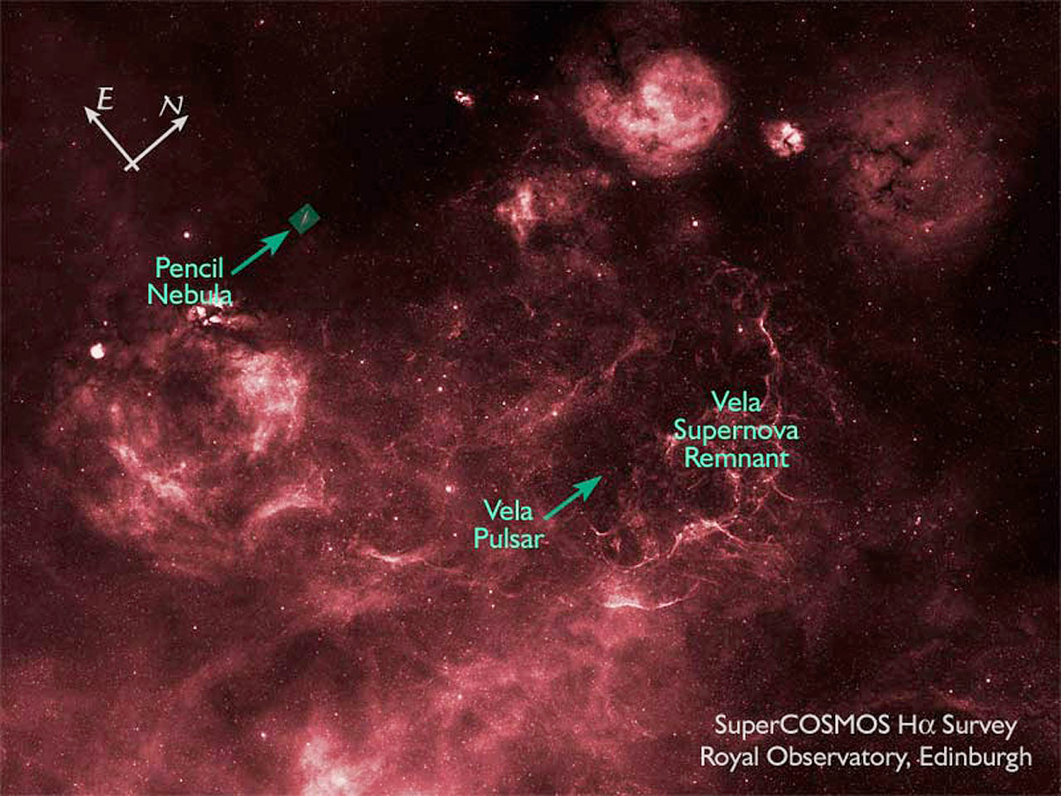 E N
Pencil
Nebula
Vela
Supernova
Remnant
Vela
Pulsar
SuperCOSMOS Hα Survey
Royal Observatory, Edinburgh